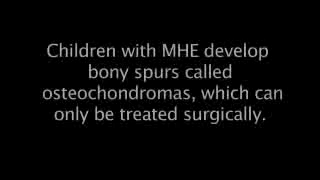 Children with MHE develop
bony spurs called
osteochondromas, which can
only be treated surgically.